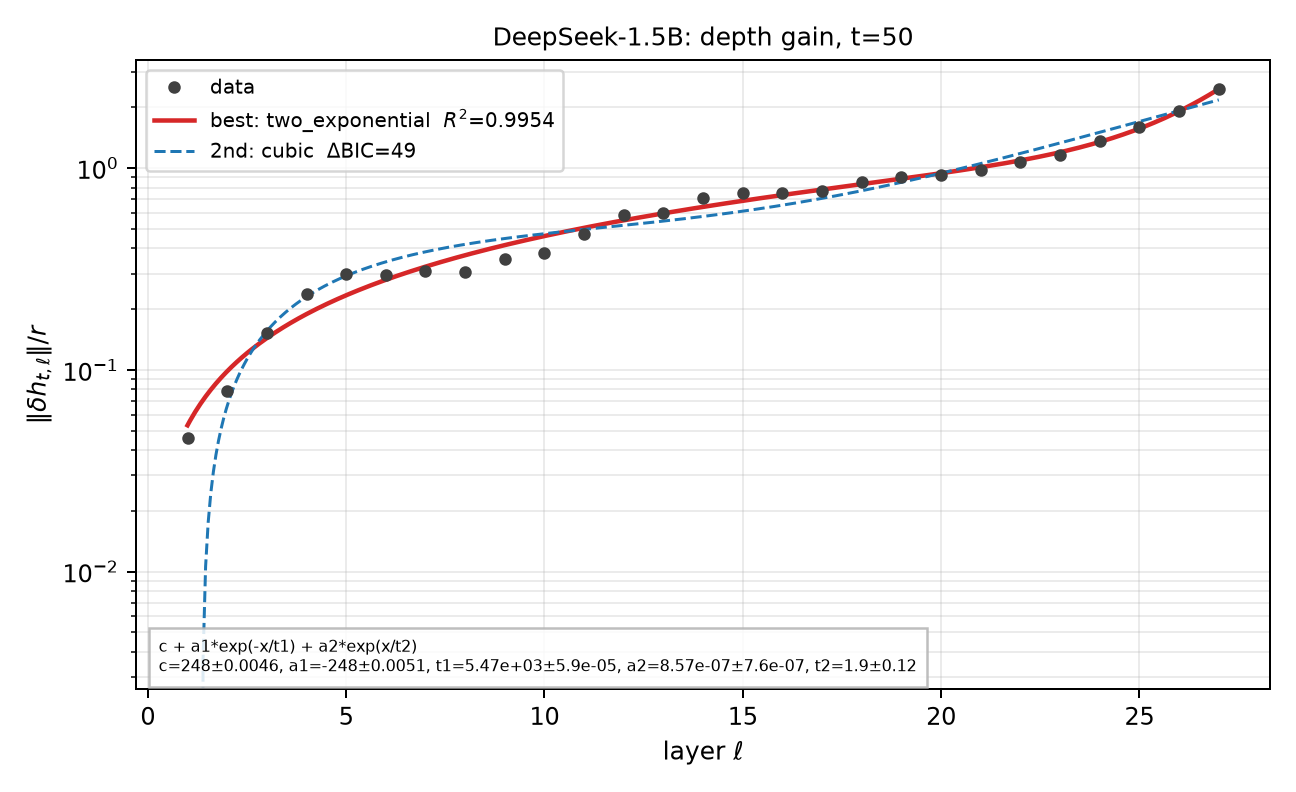 DeepSeek-1.5B: depth gain, t=50
data
best: two_exponential R²=0.9954
2nd: cubic ΔBIC=49
10⁰
10⁻¹
10⁻²
‖δh_{t,ℓ}‖/r
c + a1*exp(-x/t1) + a2*exp(x/t2)
c=248±0.0046, a1=-248±0.0051, t1=5.47e+03±5.9e-05, a2=8.57e-07±7.6e-07, t2=1.9±0.12
0 5 10 15 20 25
layer ℓ